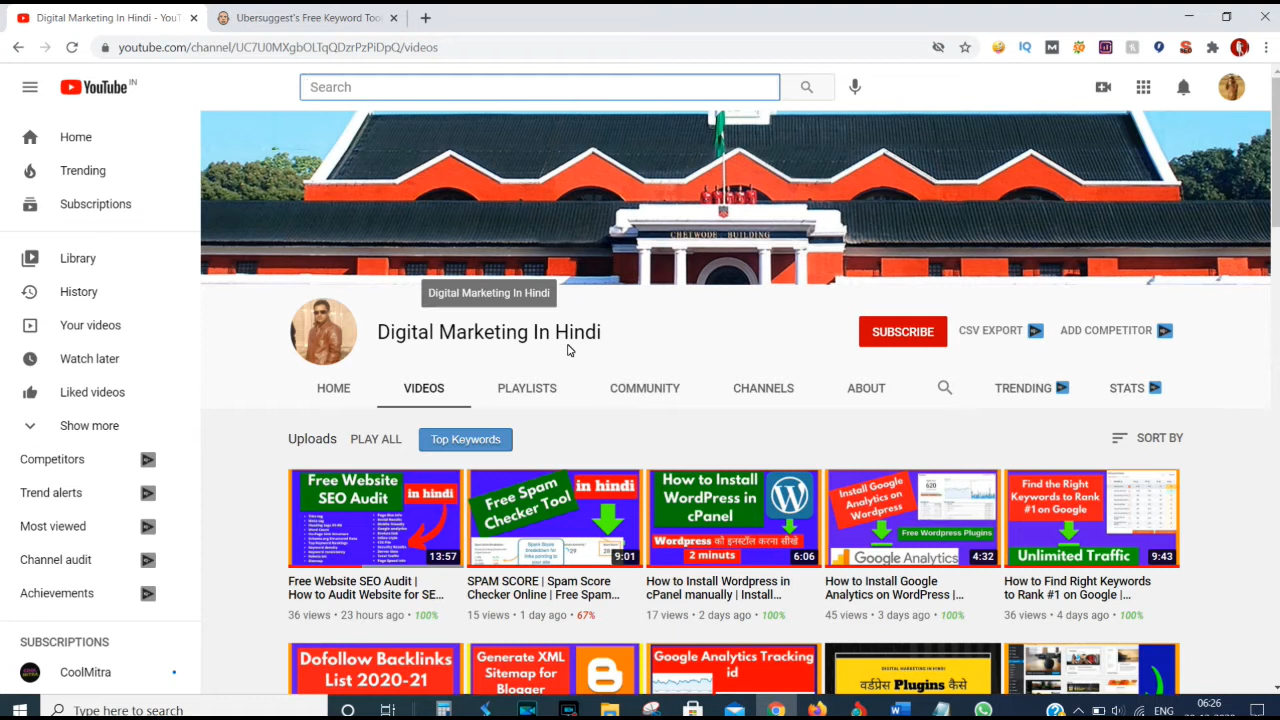 Digital Marketing In Hindi - YouT
Ubersuggest's Free Keyword Too
youtube.com/channel/UC7U0MXgbOLTqQDzrPzPiDpQ/videos
YouTube IN
Search
Home
Trending
Subscriptions
Library
History
Your videos
Watch later
Liked videos
Show more
Competitors
Trend alerts
Most viewed
Channel audit
Achievements
SUBSCRIPTIONS
CoolMitra
CHETWODE BUILDING
Digital Marketing In Hindi
Digital Marketing In Hindi
SUBSCRIBE
CSV EXPORT
ADD COMPETITOR
HOME
VIDEOS
PLAYLISTS
COMMUNITY
CHANNELS
ABOUT
TRENDING
STATS
Uploads
PLAY ALL
Top Keywords
SORT BY
Free Website
SEO Audit
in hindi
13:57
Free Website SEO Audit |
How to Audit Website for SE...
36 views • 23 hours ago • 100%
Free Spam
Checker Tool
in hindi
9:01
SPAM SCORE | Spam Score
Checker Online | Free Spam...
15 views • 1 day ago • 67%
How to Install
WordPress in
cPanel
Wordpress को इनस्टॉल करना सीखे
2 minuts
6:06
How to Install Wordpress in
cPanel manually | Install...
17 views • 2 days ago • 100%
Install Google
Analytics on
WordPress
620
Free Wordpress Plugins
Google Analytics
4:32
How to Install Google
Analytics on WordPress |...
45 views • 3 days ago • 100%
Find the Right
Keywords to Rank
#1 on Google
Unlimited Traffic
9:43
How to Find Right Keywords
to Rank #1 on Google |...
36 views • 4 days ago • 100%
Dofollow Backlinks
List 2020-21
Generate XML
Sitemap for
Blogger
Google Analytics Tracking
id
DIGITAL MARKETING IN HINDI
वर्डप्रेस Plugins कैसे
Type here to search
ENG
06:26